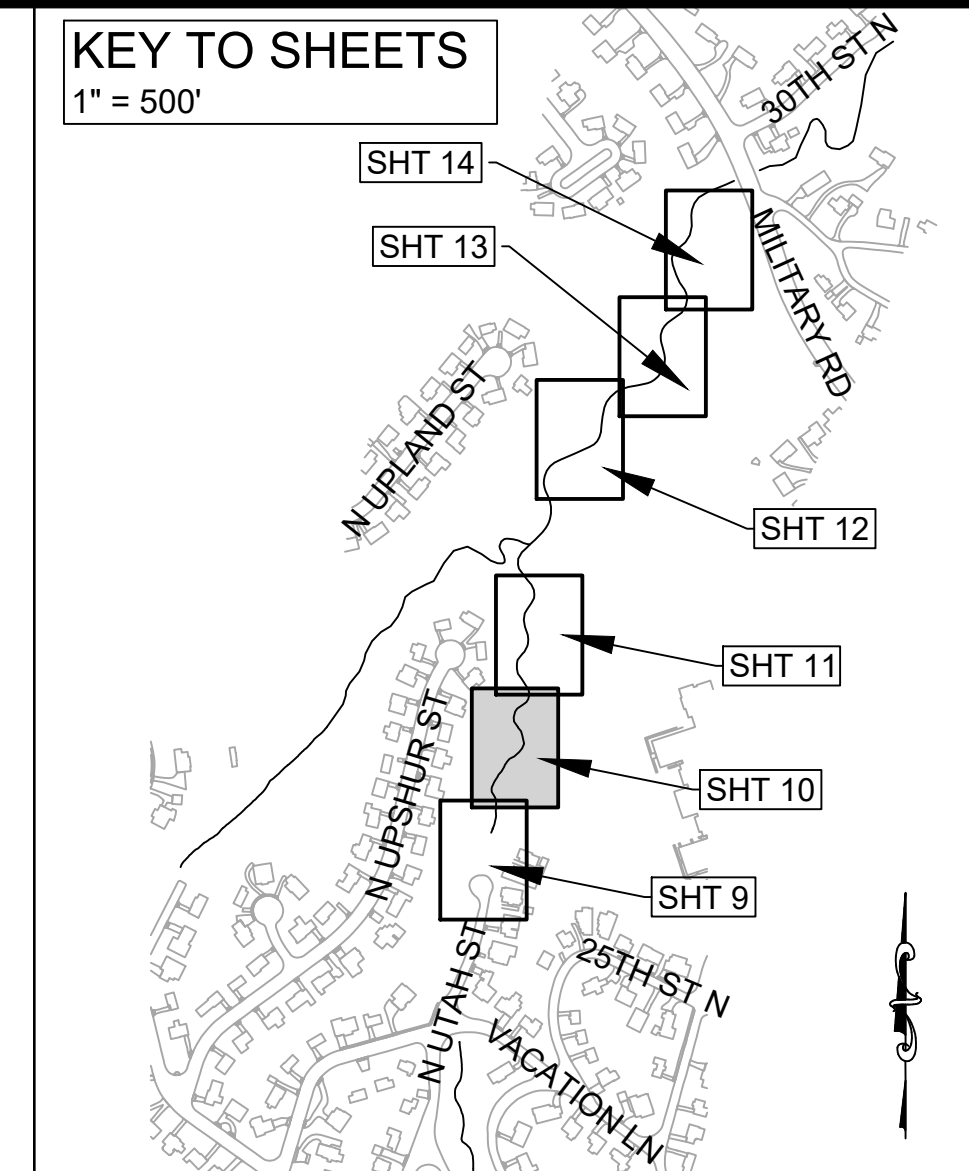 KEY TO SHEETS
1" = 500'
30TH ST N
SHT 14
SHT 13
MILITARY RD
N UPLAND ST
SHT 12
SHT 11
N UPSHUR ST
SHT 10
SHT 9
25TH ST N
N UTAH ST
VACATION LN